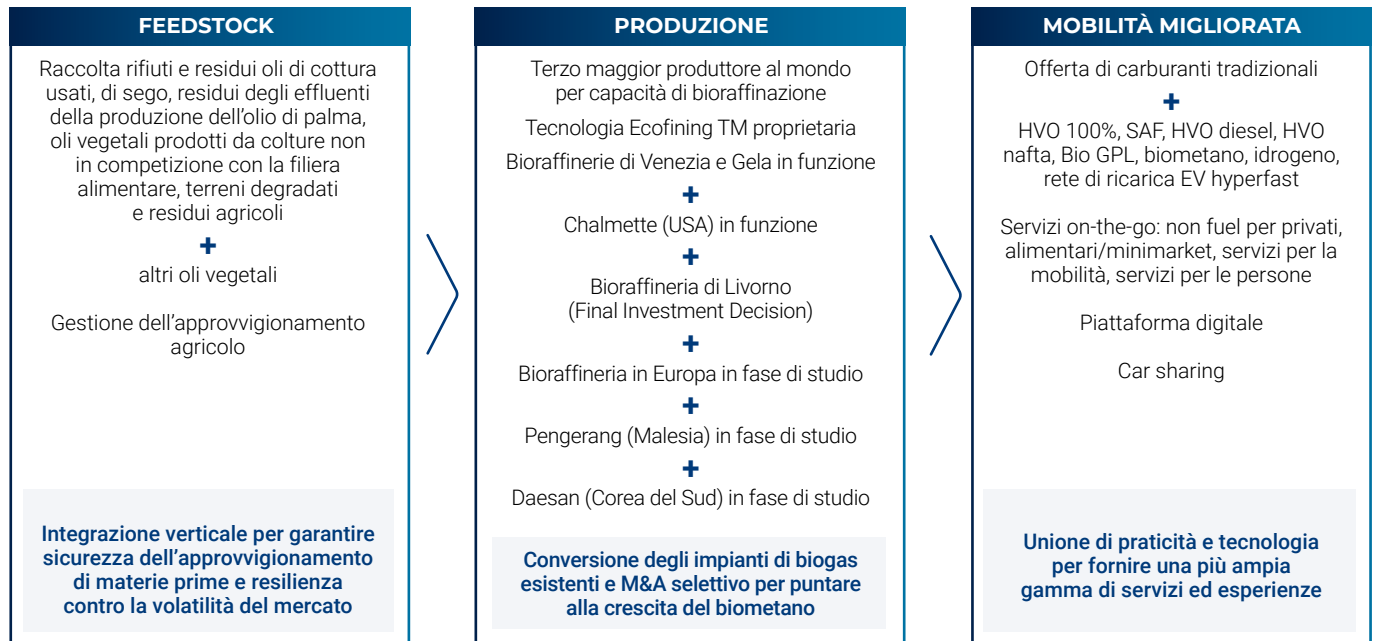 FEEDSTOCK
Raccolta rifiuti e residui oli di cottura
usati, di sego, residui degli effluenti
della produzione dell'olio di palma,
oli vegetali prodotti da colture non
in competizione con la filiera
alimentare, terreni degradati
e residui agricoli
+
altri oli vegetali
Gestione dell'approvvigionamento
agricolo
Integrazione verticale per garantire
sicurezza dell'approvvigionamento
di materie prime e resilienza
contro la volatilità del mercato
PRODUZIONE
Terzo maggior produttore al mondo
per capacità di bioraffinazione
Tecnologia Ecofining TM proprietaria
Bioraffinerie di Venezia e Gela in funzione
+
Chalmette (USA) in funzione
+
Bioraffineria di Livorno
(Final Investment Decision)
+
Bioraffineria in Europa in fase di studio
+
Pengerang (Malesia) in fase di studio
+
Daesan (Corea del Sud) in fase di studio
Conversione degli impianti di biogas
esistenti e M&A selettivo per puntare
alla crescita del biometano
MOBILITÀ MIGLIORATA
Offerta di carburanti tradizionali
+
HVO 100%, SAF, HVO diesel, HVO
nafta, Bio GPL, biometano, idrogeno,
rete di ricarica EV hyperfast
Servizi on-the-go: non fuel per privati,
alimentari/minimarket, servizi per la
mobilità, servizi per le persone
Piattaforma digitale
Car sharing
Unione di praticità e tecnologia
per fornire una più ampia
gamma di servizi ed esperienze